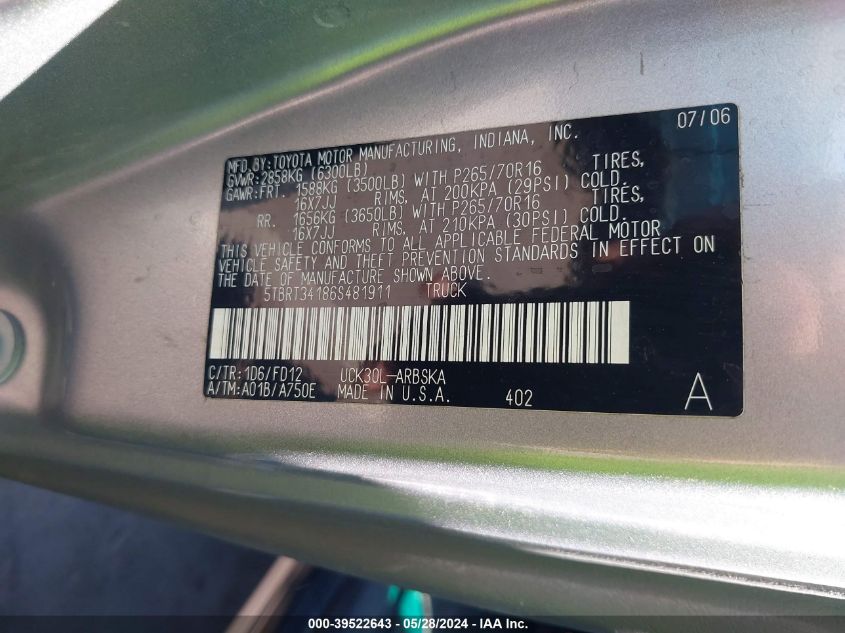 07/06
MFD. BY: TOYOTA MOTOR MANUFACTURING, INDIANA, INC.
GVWR: 2858KG (6300LB)
GAWR: FRT. 1588KG (3500LB) WITH P265/70R16 TIRES,
16X7JJ RIMS, AT 200KPA (29PSI) COLD.
RR. 1656KG (3650LB) WITH P265/70R16 TIRES,
16X7JJ RIMS, AT 210KPA (30PSI) COLD.
THIS VEHICLE CONFORMS TO ALL APPLICABLE FEDERAL MOTOR
VEHICLE SAFETY AND THEFT PREVENTION STANDARDS IN EFFECT ON
THE DATE OF MANUFACTURE SHOWN ABOVE.
5TBRT34186S481911 TRUCK
C/TR: 1D6/FD12 UCK30L-ARBSKA
A/TM: A01B/A750E MADE IN U.S.A. 402 A
000-39522643 - 05/28/2024 - IAA Inc.